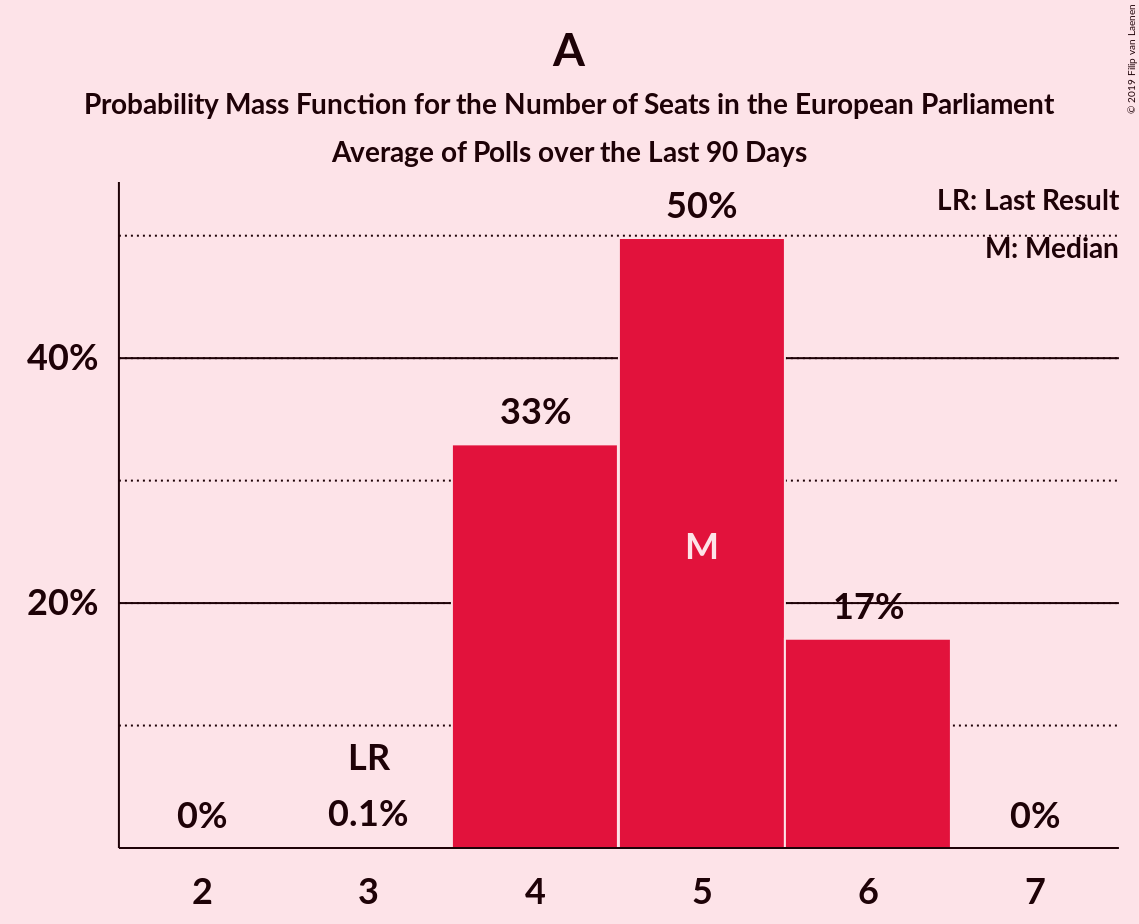 A
Probability Mass Function for the Number of Seats in the European Parliament
Average of Polls over the Last 90 Days
© 2019 Filip van Laenen
LR: Last Result
M: Median
50%
40%
33%
M
20%
17%
LR
0%
0.1%
0%
2 3 4 5 6 7